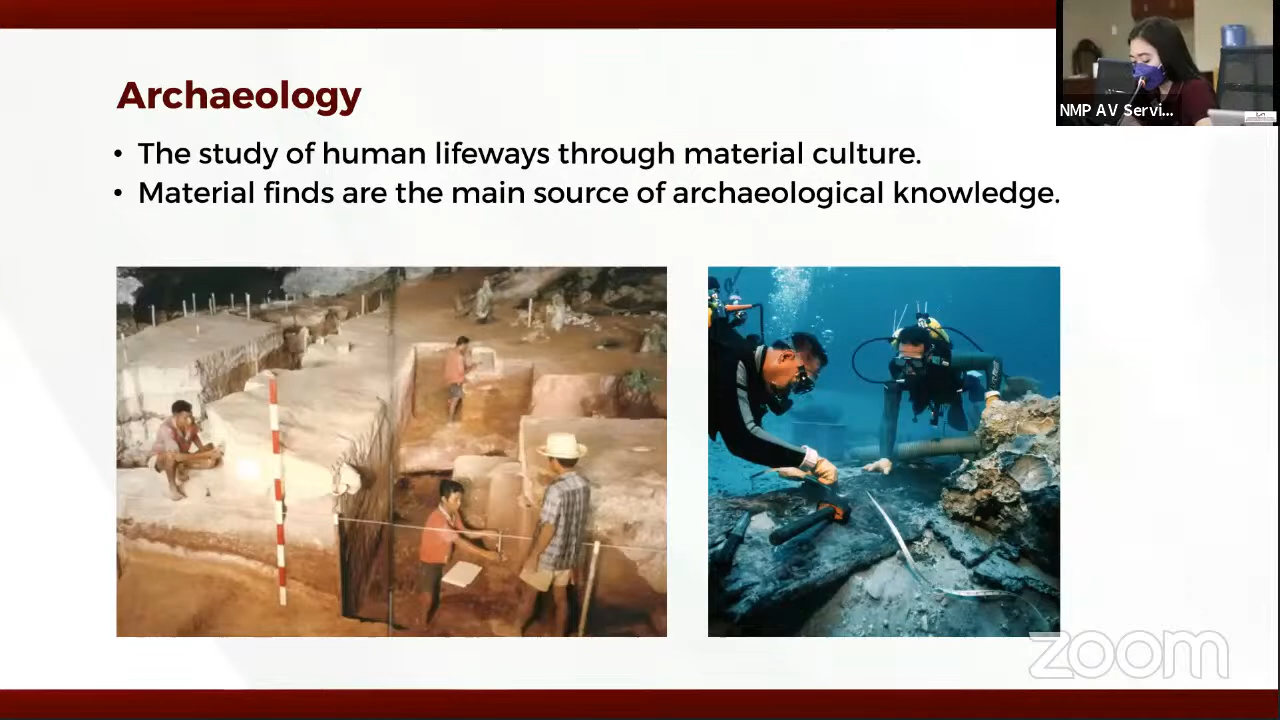 Archaeology
• The study of human lifeways through material culture.
• Material finds are the main source of archaeological knowledge.
NMP AV Servi...
zoom